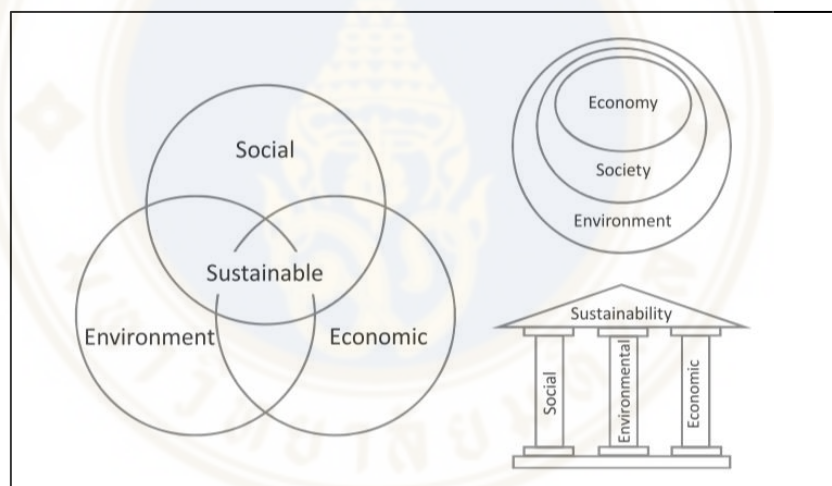 Social
Sustainable
Environment
Economic
Economy
Society
Environment
Sustainability
Social
Environmental
Economic